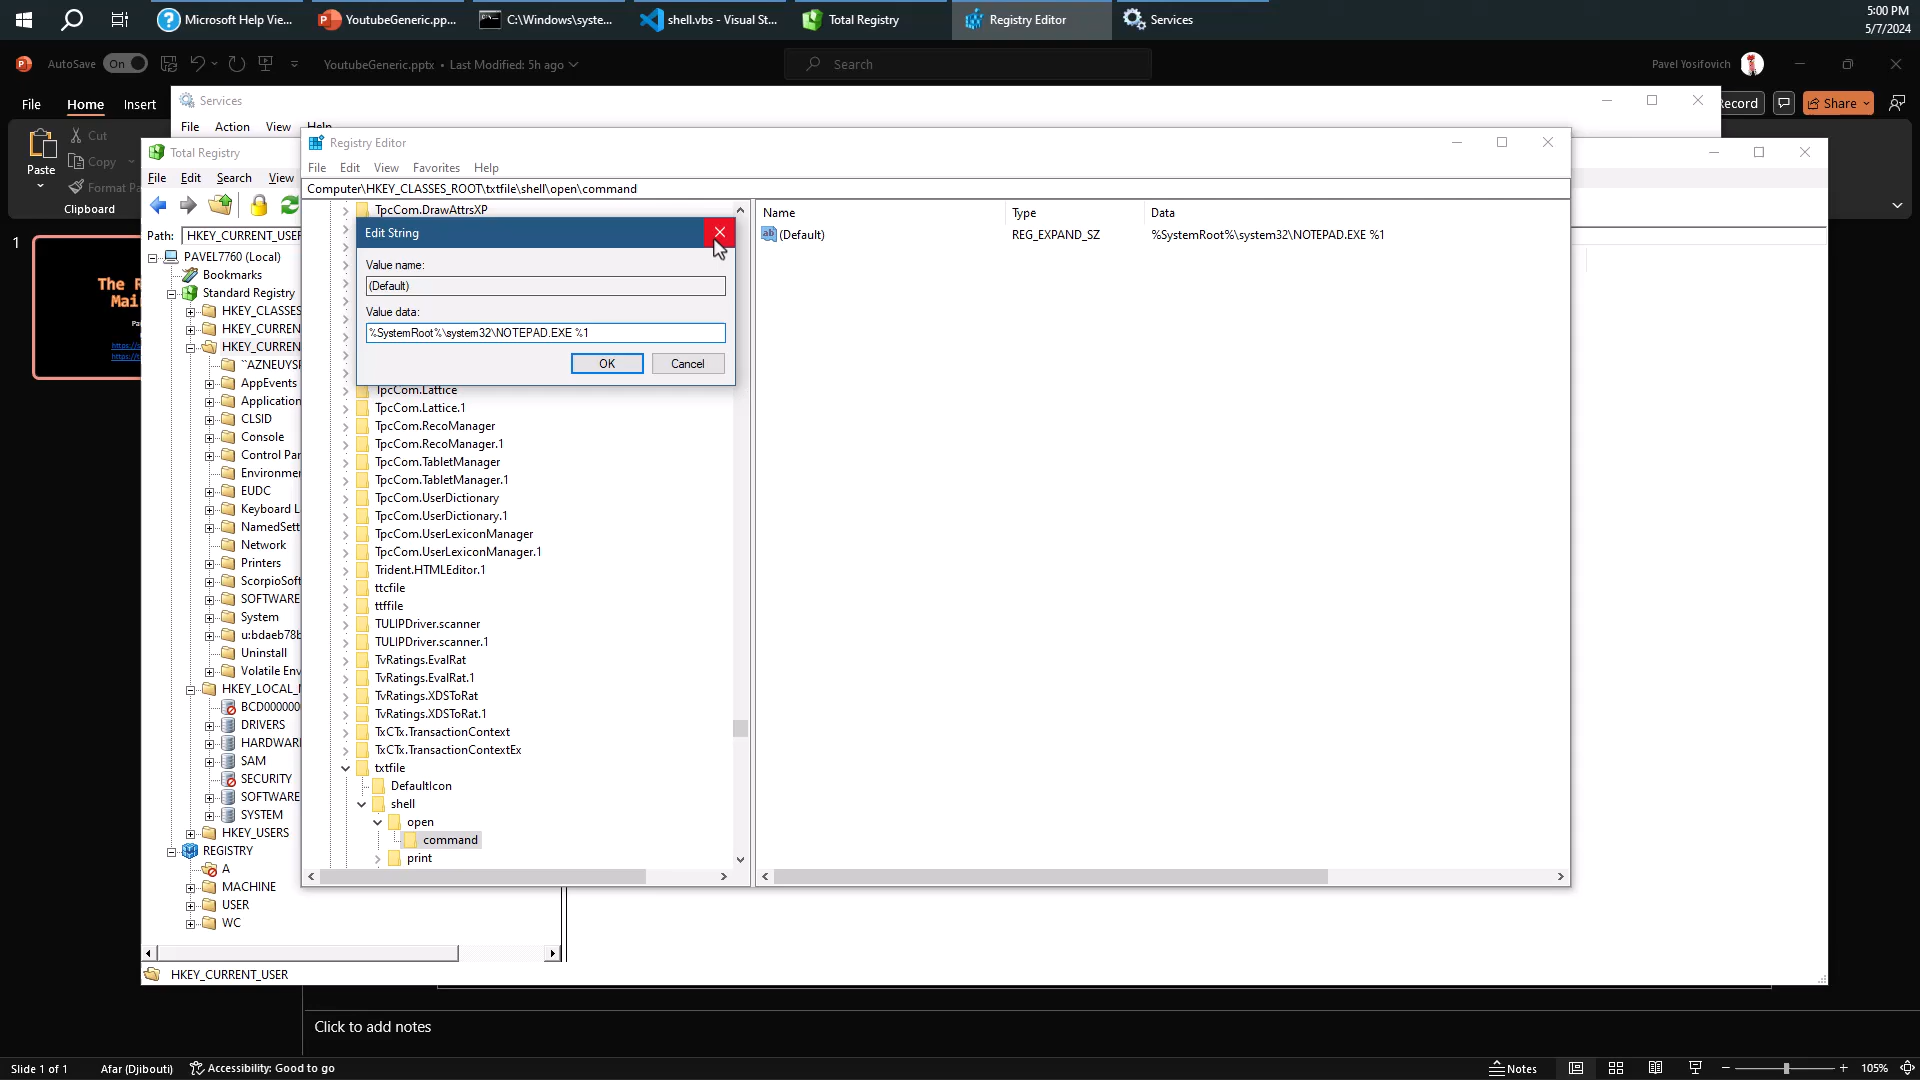 Microsoft Help Vie...
YoutubeGeneric.pp...
C:\Windows\syste...
shell.vbs - Visual St...
Total Registry
Registry Editor
Services
5:00 PM
5/7/2024
AutoSave
On
YoutubeGeneric.pptx • Last Modified: 5h ago
Search
Pavel Yosifovich
File
Home
Insert
ecord
Share
Paste
Cut
Copy
Format Pa
Clipboard
Services
File
Action
View
Help
Total Registry
File
Edit
Search
View
Path:
HKEY_CURRENT_USER
PAVEL7760 (Local)
Bookmarks
Standard Registry
HKEY_CLASSES
HKEY_CURREN
HKEY_CURREN
``AZNEUYSF
AppEvents
Application
CLSID
Console
Control Par
Environmer
EUDC
Keyboard L
NamedSett
Network
Printers
ScorpioSoft
SOFTWARE
System
u:bdaeb78b
Uninstall
Volatile Env
HKEY_LOCAL_
BCD0000000
DRIVERS
HARDWARE
SAM
SECURITY
SOFTWARE
SYSTEM
HKEY_USERS
REGISTRY
A
MACHINE
USER
WC
HKEY_CURRENT_USER
Registry Editor
File
Edit
View
Favorites
Help
Computer\HKEY_CLASSES_ROOT\txtfile\shell\open\command
TpcCom.DrawAttrsXP
Edit String
Value name:
(Default)
Value data:
%SystemRoot%\system32\NOTEPAD.EXE %1
OK
Cancel
TpcCom.Lattice
TpcCom.Lattice.1
TpcCom.RecoManager
TpcCom.RecoManager.1
TpcCom.TabletManager
TpcCom.TabletManager.1
TpcCom.UserDictionary
TpcCom.UserDictionary.1
TpcCom.UserLexiconManager
TpcCom.UserLexiconManager.1
Trident.HTMLEditor.1
ttcfile
ttffile
TULIPDriver.scanner
TULIPDriver.scanner.1
TvRatings.EvalRat
TvRatings.EvalRat.1
TvRatings.XDSToRat
TvRatings.XDSToRat.1
TxCTx.TransactionContext
TxCTx.TransactionContextEx
txtfile
DefaultIcon
shell
open
command
print
Name
Type
Data
(Default)
REG_EXPAND_SZ
%SystemRoot%\system32\NOTEPAD.EXE %1
1
The R
Mai
Click to add notes
Slide 1 of 1
Afar (Djibouti)
Accessibility: Good to go
Notes
105%